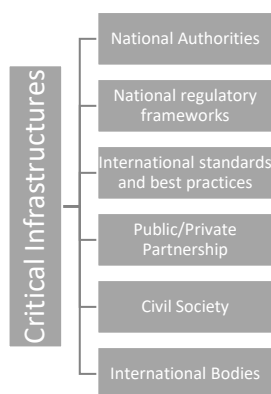 Critical Infrastructures
National Authorities
National regulatory
frameworks
International standards
and best practices
Public/Private
Partnership
Civil Society
International Bodies